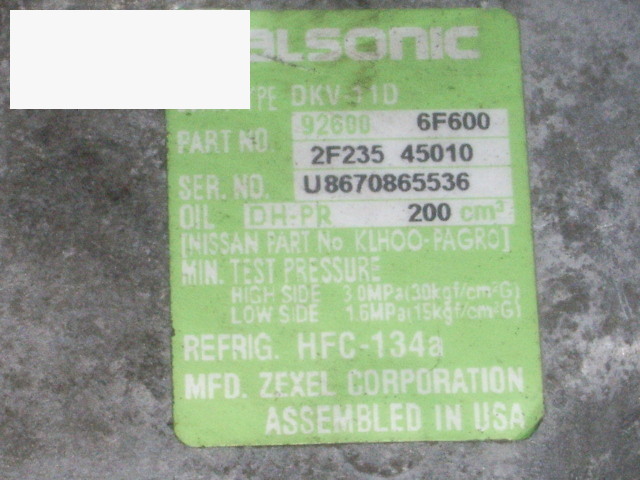 ALSONIC
TYPE DKV-11D
PART NO. 92600 6F600
2F235 45010
SER. NO. U8670865536
OIL DH-PR 200 cm³
[NISSAN PART No KLH00-PAGR0]
MIN. TEST PRESSURE
HIGH SIDE 3.0MPa(30kgf/cm²G)
LOW SIDE 1.6MPa(15kgf/cm²G)
REFRIG. HFC-134a
MFD. ZEXEL CORPORATION
ASSEMBLED IN USA